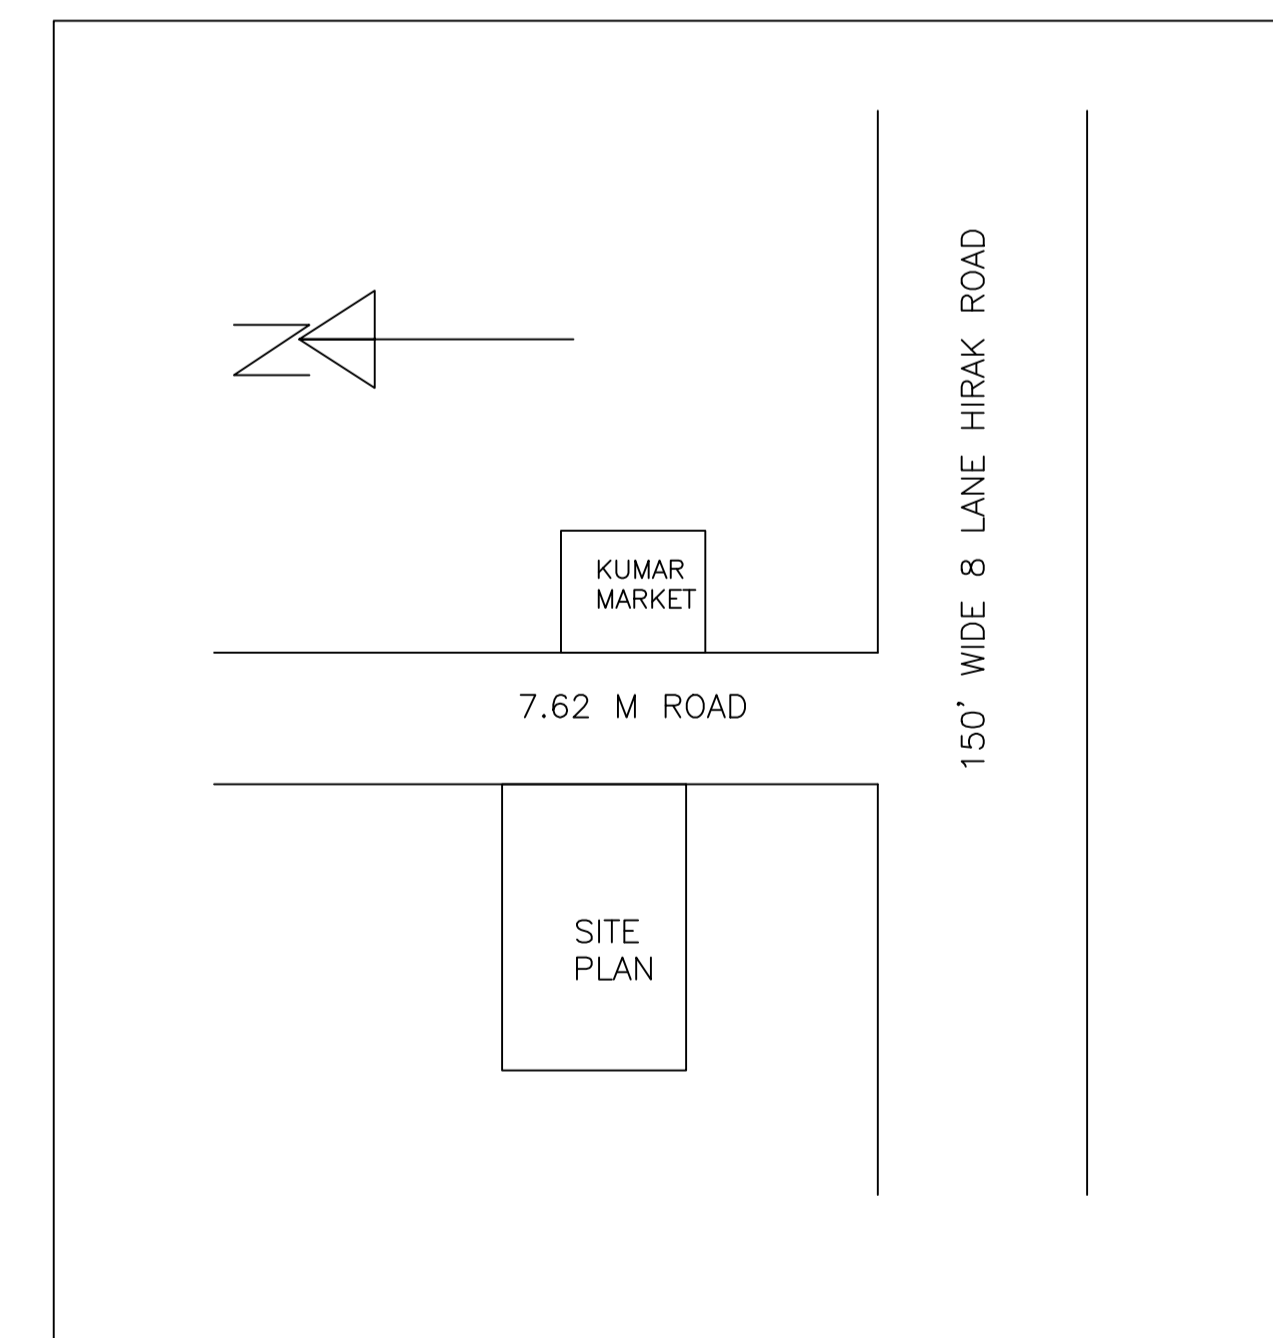 N
KUMAR
MARKET
7.62 M ROAD
150' WIDE 8 LANE HIRAK ROAD
SITE
PLAN